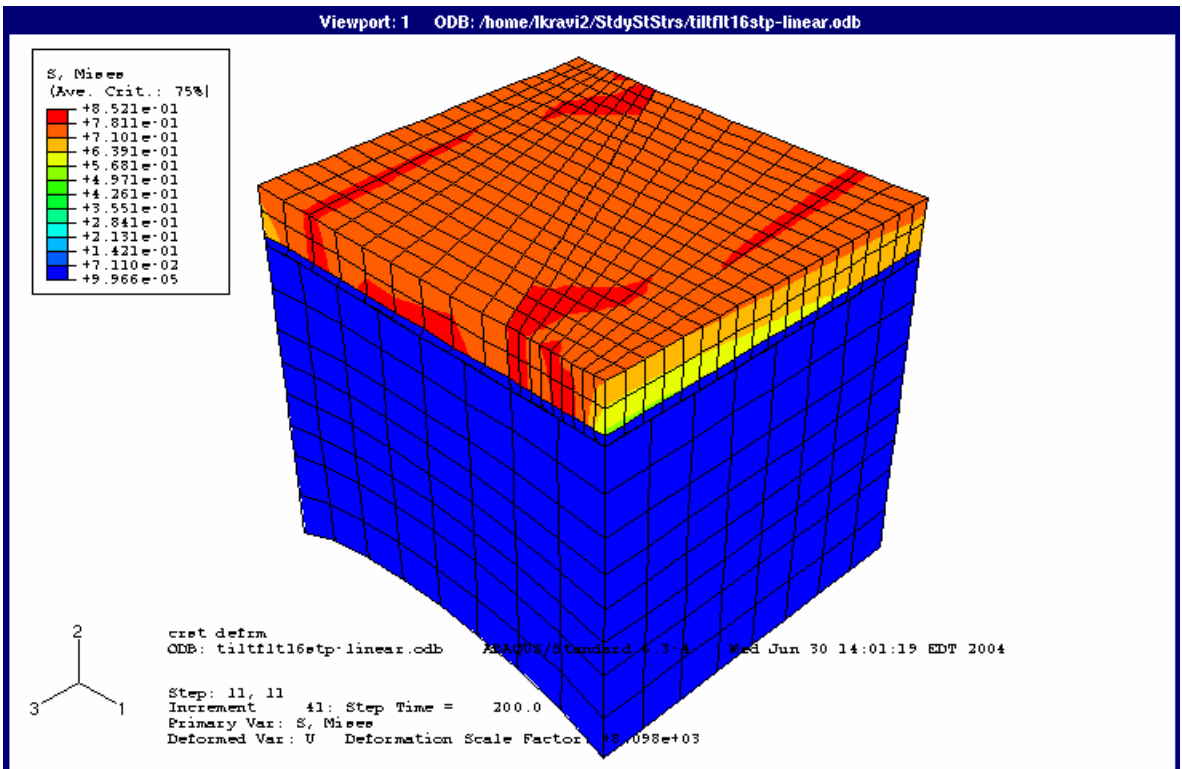 Viewport: 1 ODB: /home/lkravi2/StdyStStrs/tiltflt16stp-linear.odb
S, Mises
(Ave. Crit.: 75%)
+8.521e-01
+7.811e-01
+7.101e-01
+6.391e-01
+5.681e-01
+4.971e-01
+4.261e-01
+3.551e-01
+2.841e-01
+2.131e-01
+1.421e-01
+7.110e-02
+9.966e-05
2
3
1
crst defrm
ODB: tiltflt16stp-linear.odb ABAQUS/Standard 6.3-4 Wed Jun 30 14:01:19 EDT 2004
Step: 11, 11
Increment 41: Step Time = 200.0
Primary Var: S, Mises
Deformed Var: U Deformation Scale Factor: